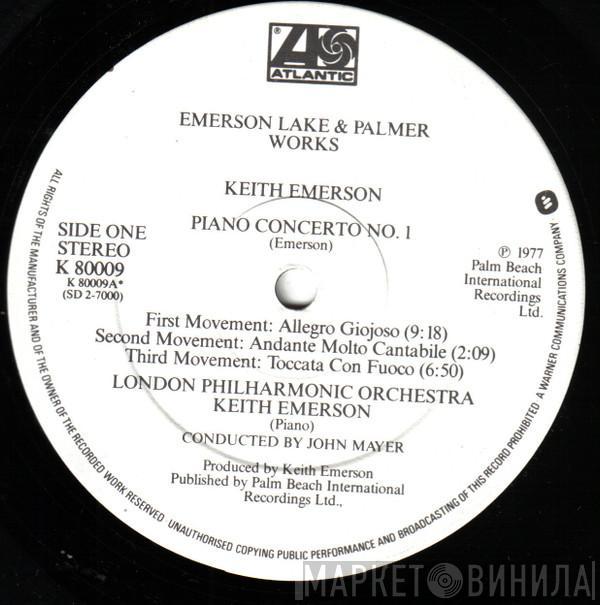 ATLANTIC
EMERSON LAKE & PALMER
WORKS
KEITH EMERSON
PIANO CONCERTO NO. 1
(Emerson)
SIDE ONE
STEREO
K 80009
K 80009A*
(SD 2-7000)
℗ 1977
Palm Beach
International
Recordings
Ltd.
First Movement: Allegro Giojoso (9:18)
Second Movement: Andante Molto Cantabile (2:09)
Third Movement: Toccata Con Fuoco (6:50)
LONDON PHILHARMONIC ORCHESTRA
KEITH EMERSON
(Piano)
CONDUCTED BY JOHN MAYER
Produced by Keith Emerson
Published by Palm Beach International
Recordings Ltd.,
ALL RIGHTS OF THE MANUFACTURER AND OF THE OWNER OF THE RECORDED WORK RESERVED. UNAUTHORISED COPYING PUBLIC PERFORMANCE AND BROADCASTING OF THIS RECORD PROHIBITED A WARNER COMMUNICATIONS COMPANY
МАРКЕТ ВИНИЛА